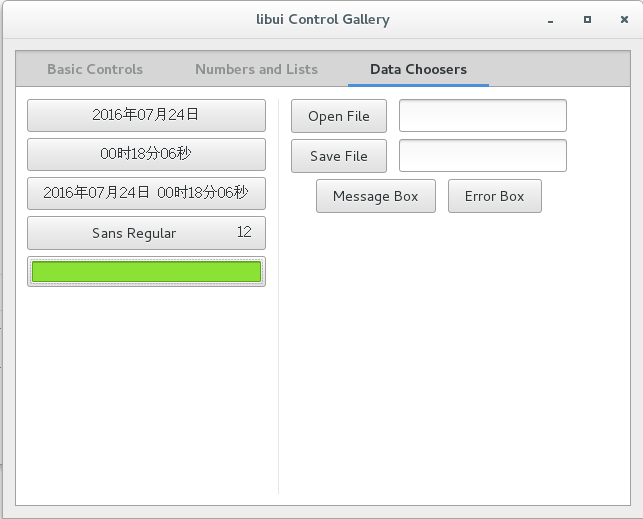 libui Control Gallery
Basic Controls Numbers and Lists Data Choosers
2016年07月24日
00时18分06秒
2016年07月24日 00时18分06秒
Sans Regular 12
Open File
Save File
Message Box Error Box